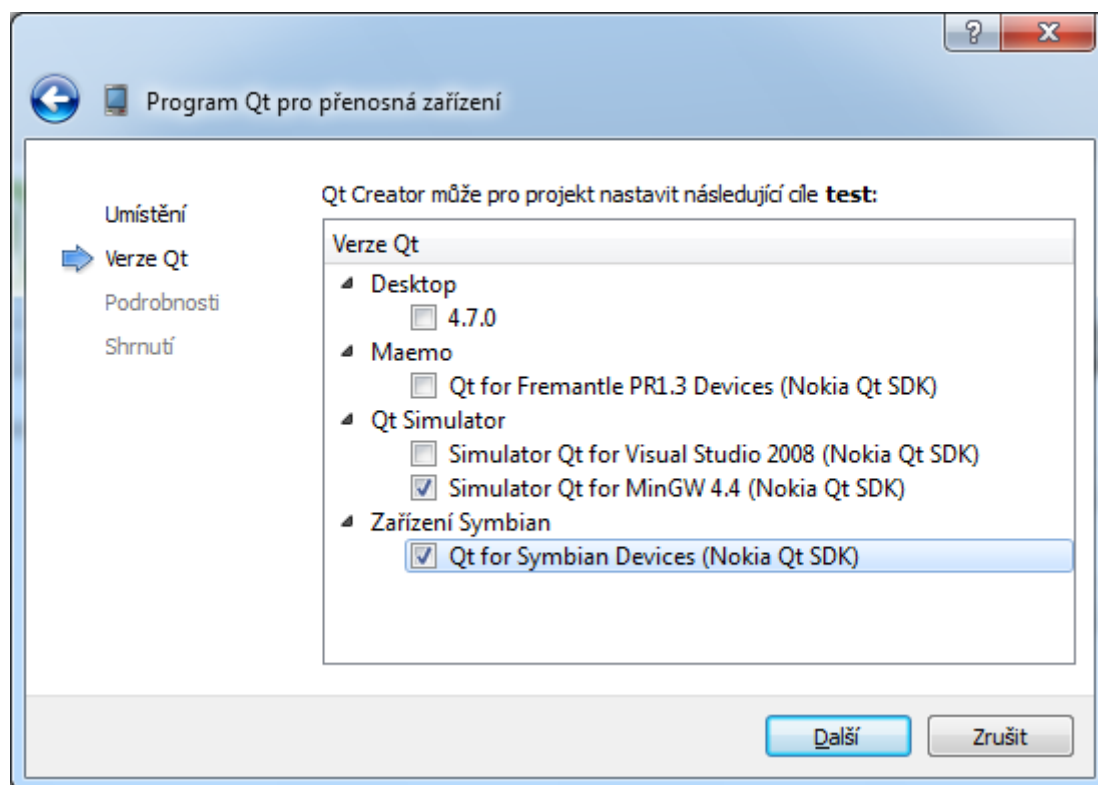 Program Qt pro přenosná zařízení
Umístění
Verze Qt
Podrobnosti
Shrnutí
Qt Creator může pro projekt nastavit následující cíle test:
Verze Qt
Desktop
4.7.0
Maemo
Qt for Fremantle PR1.3 Devices (Nokia Qt SDK)
Qt Simulator
Simulator Qt for Visual Studio 2008 (Nokia Qt SDK)
Simulator Qt for MinGW 4.4 (Nokia Qt SDK)
Zařízení Symbian
Qt for Symbian Devices (Nokia Qt SDK)
Další
Zrušit